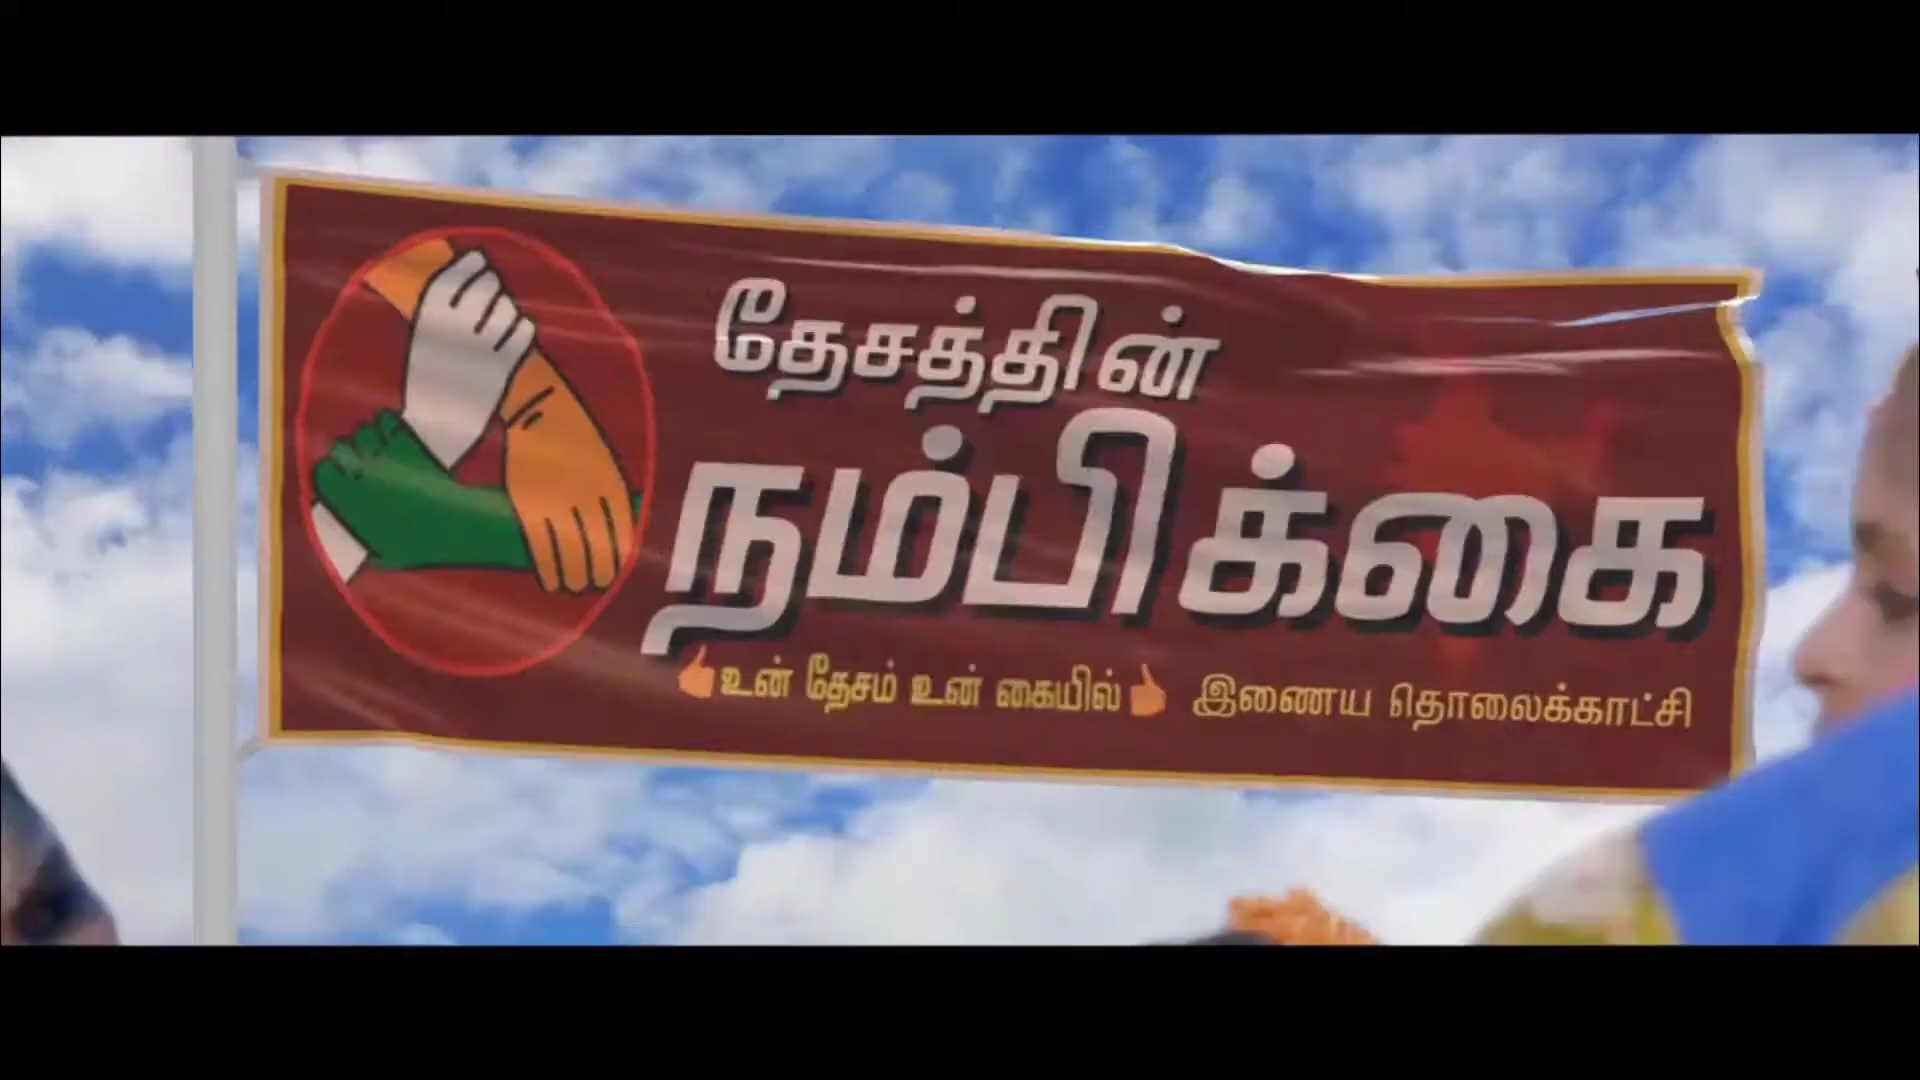 தேசத்தின்
நம்பிக்கை
உன் தேசம் உன் கையில் இணைய தொலைக்காட்சி